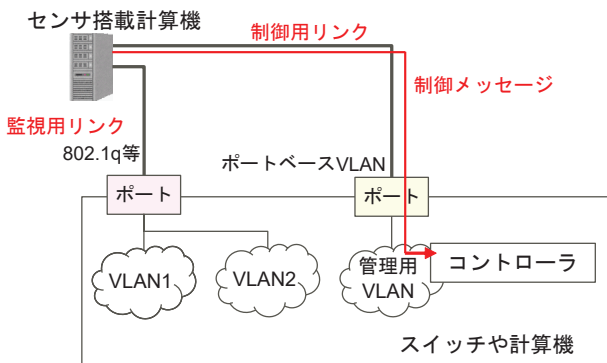 センサ搭載計算機
制御用リンク
制御メッセージ
監視用リンク
802.1q等
ポートベースVLAN
ポート
ポート
VLAN1
VLAN2
管理用
VLAN
コントローラ
スイッチや計算機